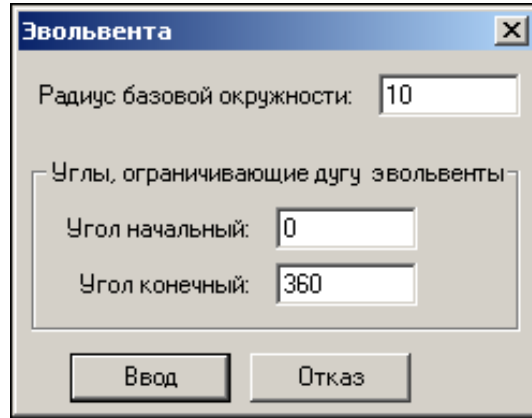 Эвольвента
Радиус базовой окружности: 10
Углы, ограничивающие дугу эвольвенты
Угол начальный: 0
Угол конечный: 360
Ввод Отказ